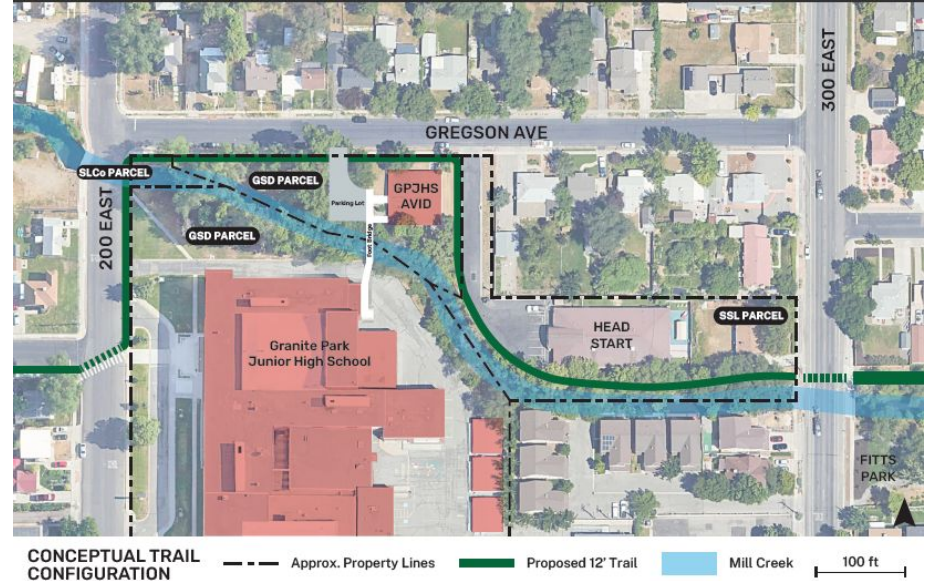 GREGSON AVE
300 EAST
SLCo PARCEL
GSD PARCEL
Parking Lot
GPJHS
AVID
200 EAST
GSD PARCEL
Foot Bridge
SSL PARCEL
HEAD
START
Granite Park
Junior High School
FITTS
PARK
CONCEPTUAL TRAIL
CONFIGURATION
Approx. Property Lines
Proposed 12' Trail
Mill Creek
100 ft